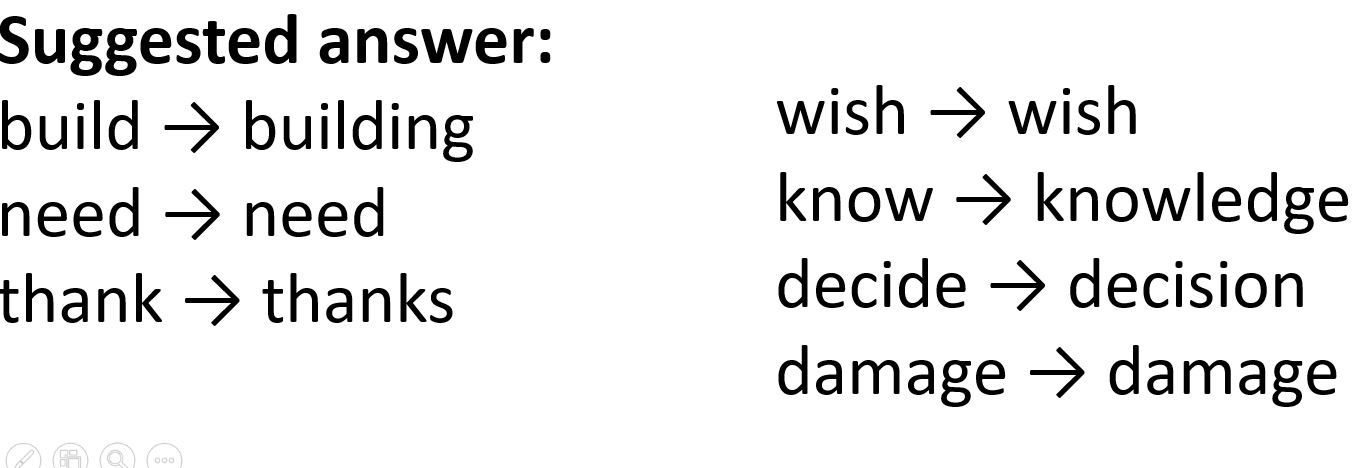 Suggested answer:
build → building
need → need
thank → thanks
wish → wish
know → knowledge
decide → decision
damage → damage